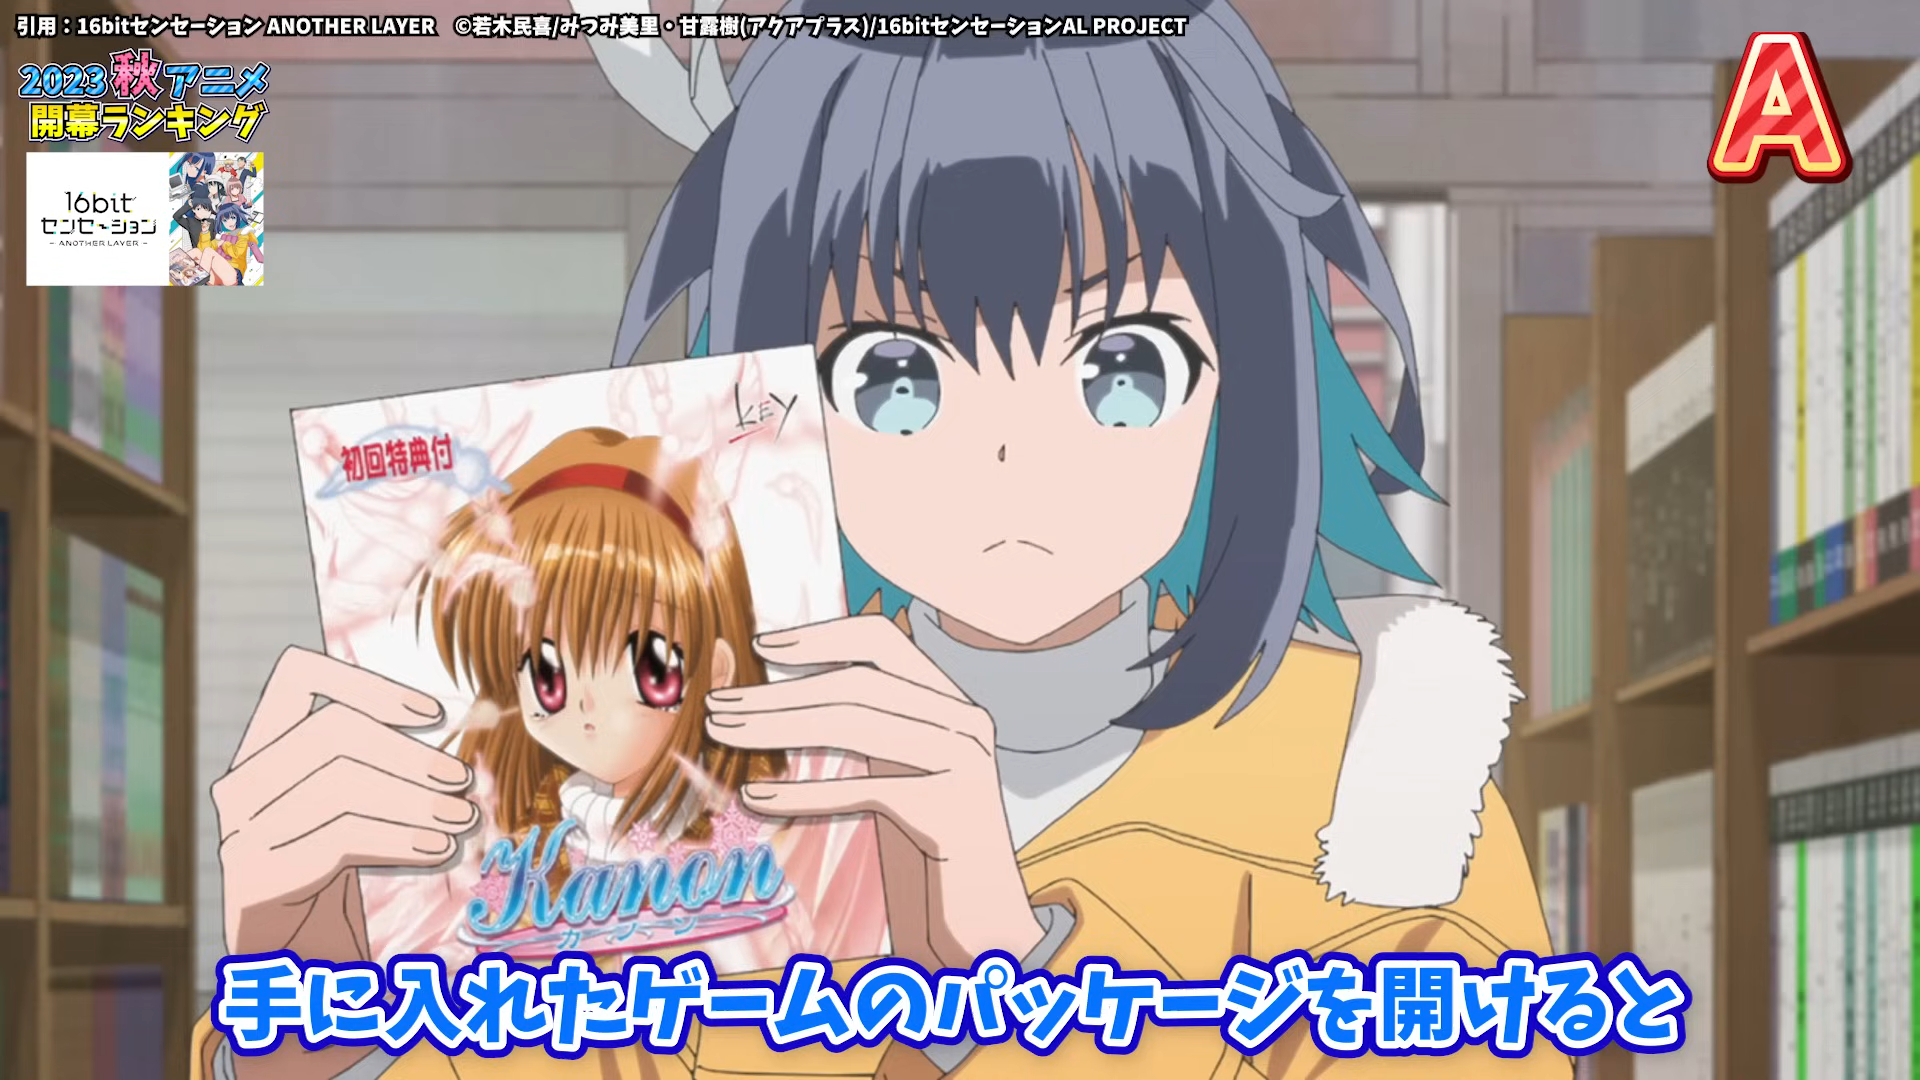 引用：16bitセンセーション ANOTHER LAYER　©若木民喜/みつみ美里・甘露樹(アクアプラス)/16bitセンセーションAL PROJECT
2023秋アニメ
開幕ランキング
16bit
センセーション
- ANOTHER LAYER -
A
KEY
初回特典付
Kanon
カノン
手に入れたゲームのパッケージを開けると